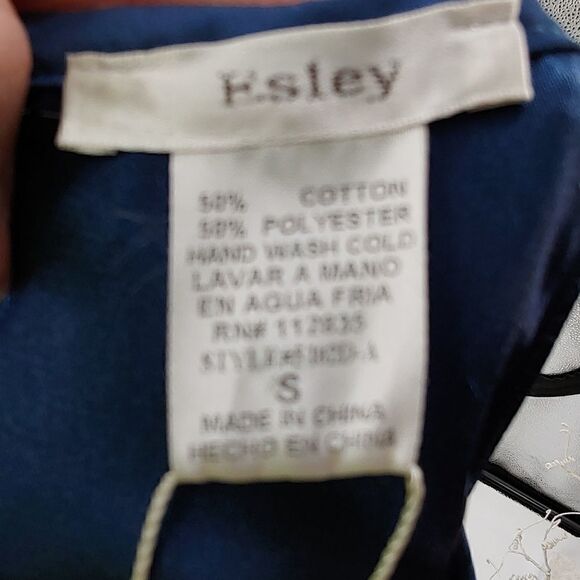 Esley
50% COTTON
50% POLYESTER
HAND WASH COLD
LAVAR A MANO
EN AGUA FRIA
RN# 112835
S
MADE IN CHINA
HECHO EN CHINA